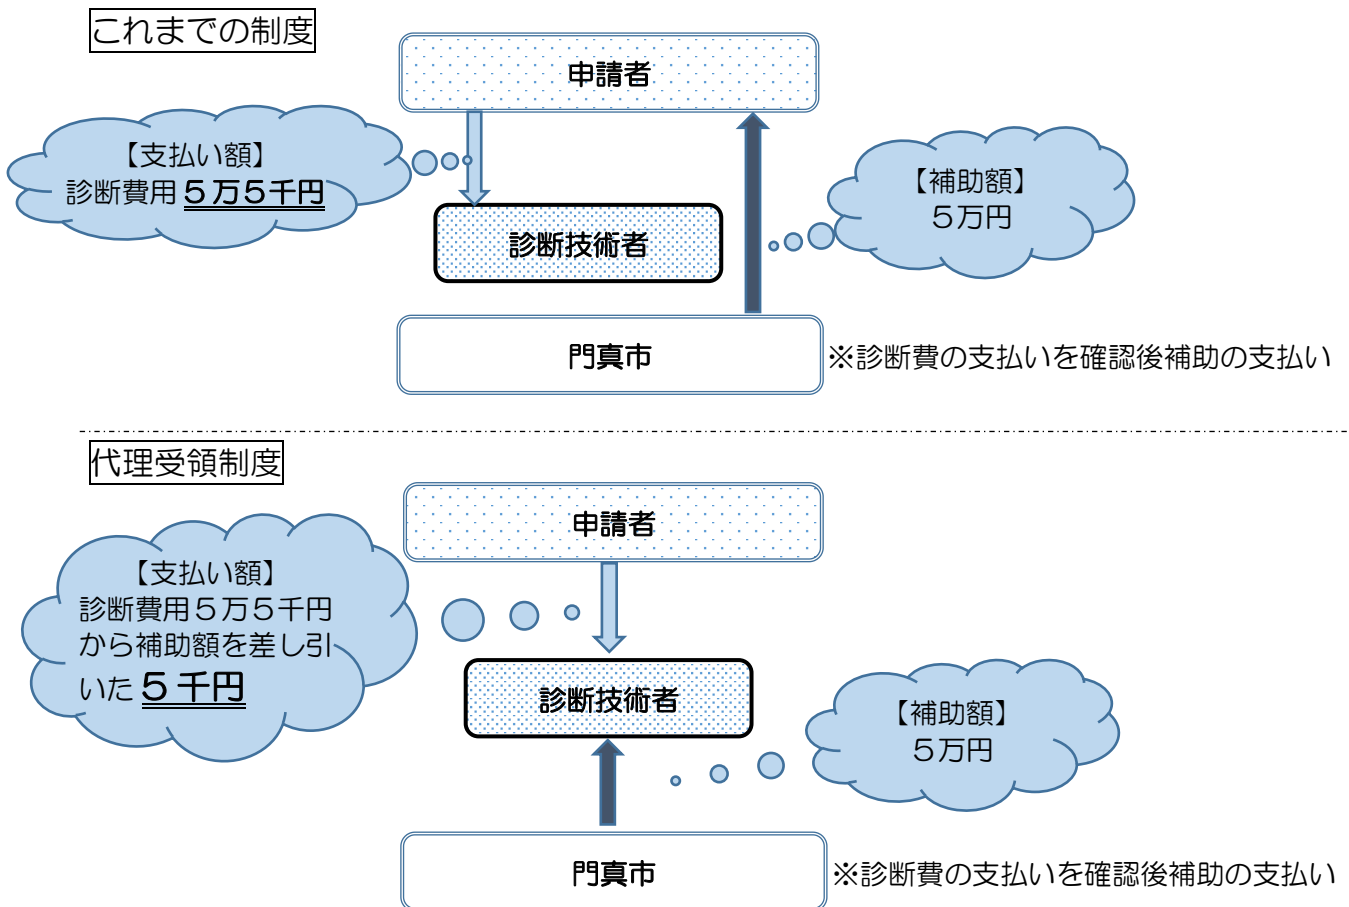 これまでの制度
申請者
【支払い額】
診断費用５万５千円
【補助額】
５万円
診断技術者
門真市
※診断費の支払いを確認後補助の支払い
代理受領制度
申請者
【支払い額】
診断費用５万５千円
から補助額を差し引
いた５千円
診断技術者
【補助額】
５万円
門真市
※診断費の支払いを確認後補助の支払い